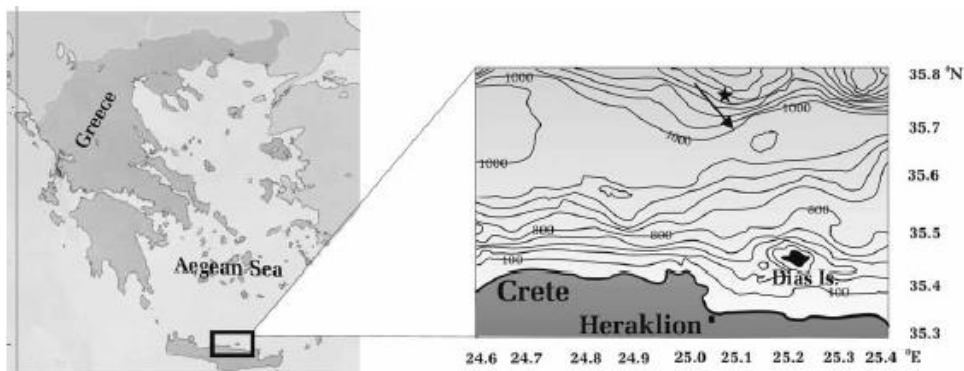 Greece
Aegean Sea
1000
1000
1000
1000
800
800
800
100
100
Dias Is.
Crete
Heraklion
35.8 °N
35.7
35.6
35.5
35.4
35.3
24.6 24.7 24.8 24.9 25.0 25.1 25.2 25.3 25.4 °E